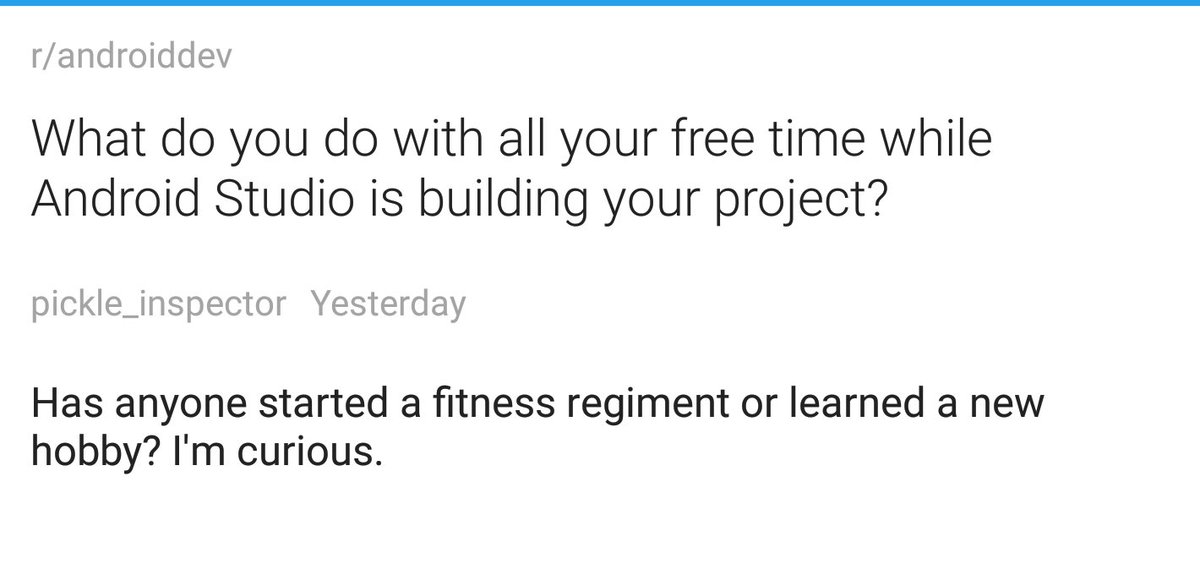 r/androiddev
What do you do with all your free time while
Android Studio is building your project?
pickle_inspector Yesterday
Has anyone started a fitness regiment or learned a new
hobby? I'm curious.